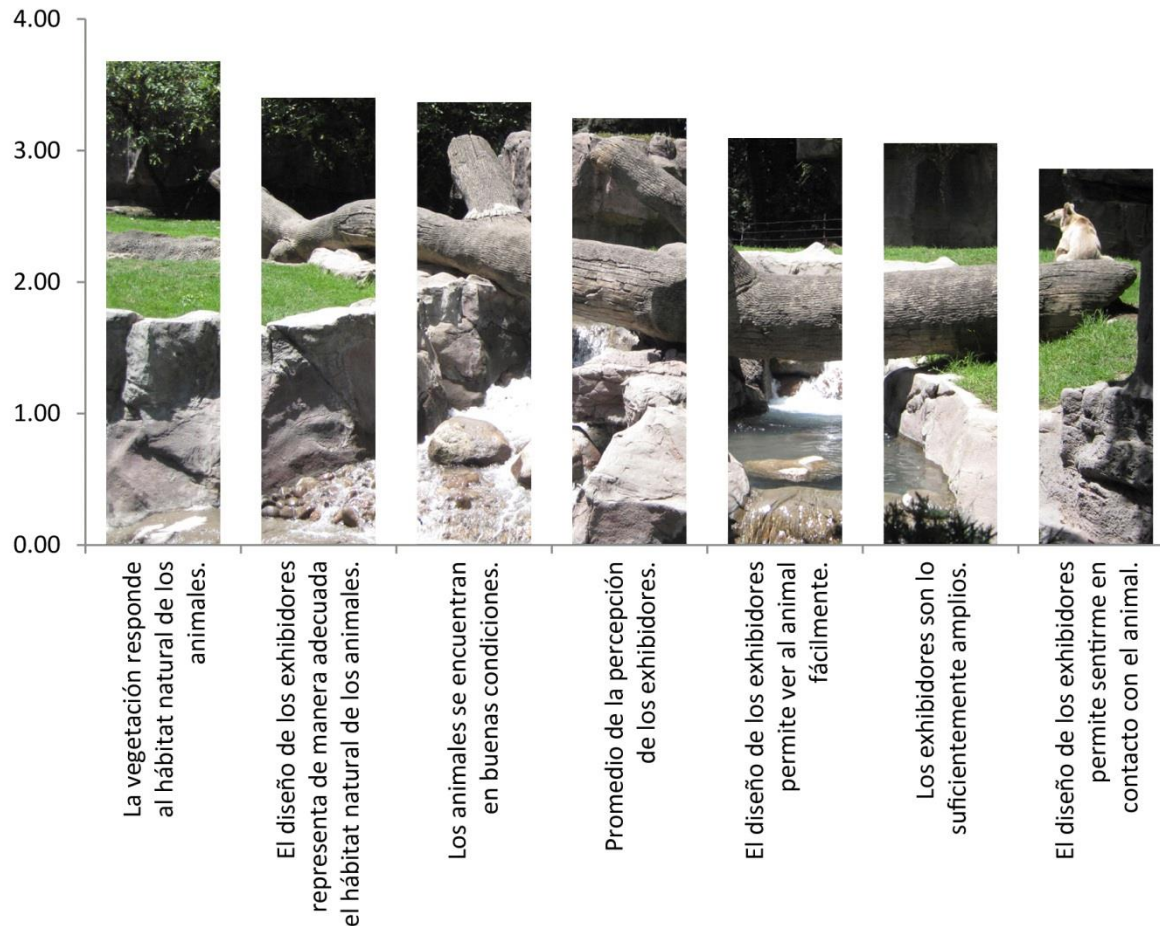 4.00
3.00
2.00
1.00
0.00
La vegetación responde
al hábitat natural de los
animales.
El diseño de los exhibidores
representa de manera adecuada
el hábitat natural de los animales.
Los animales se encuentran
en buenas condiciones.
Promedio de la percepción
de los exhibidores.
El diseño de los exhibidores
permite ver al animal
fácilmente.
Los exhibidores son lo
suficientemente amplios.
El diseño de los exhibidores
permite sentirme en
contacto con el animal.